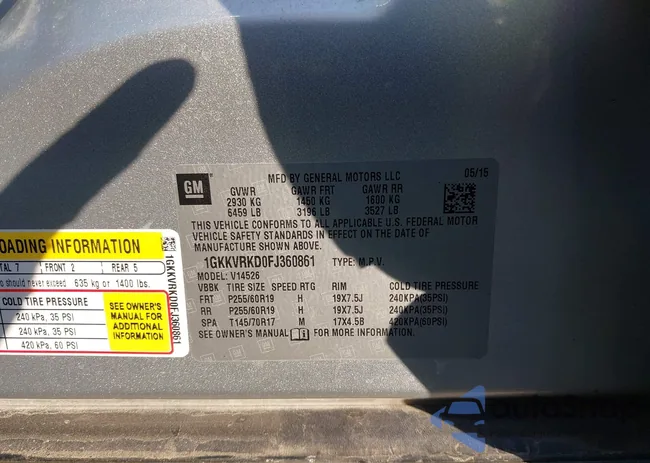 GM
MFD BY GENERAL MOTORS LLC 05/15
GVWR GAWR FRT GAWR RR
2930 KG 1450 KG 1600 KG
6459 LB 3196 LB 3527 LB
THIS VEHICLE CONFORMS TO ALL APPLICABLE U.S. FEDERAL MOTOR
VEHICLE SAFETY STANDARDS IN EFFECT ON THE DATE OF
MANUFACTURE SHOWN ABOVE.
1GKKVRKD0FJ360861 TYPE: M.P.V.
MODEL: V14526
VBBK TIRE SIZE SPEED RTG RIM COLD TIRE PRESSURE
FRT P255/60R19 H 19X7.5J 240KPA(35PSI)
RR P255/60R19 H 19X7.5J 240KPA(35PSI)
SPA T145/70R17 M 17X4.5B 420KPA(60PSI)
SEE OWNER'S MANUAL FOR MORE INFORMATION.
OADING INFORMATION
TAL 7 FRONT 2 REAR 5
o should never exceed 635 kg or 1400 lbs.
COLD TIRE PRESSURE
240 kPa, 35 PSI
240 kPa, 35 PSI
420 kPa, 60 PSI
SEE OWNER'S
MANUAL FOR
ADDITIONAL
INFORMATION
1GKKVRKD0FJ360861
AutoShop